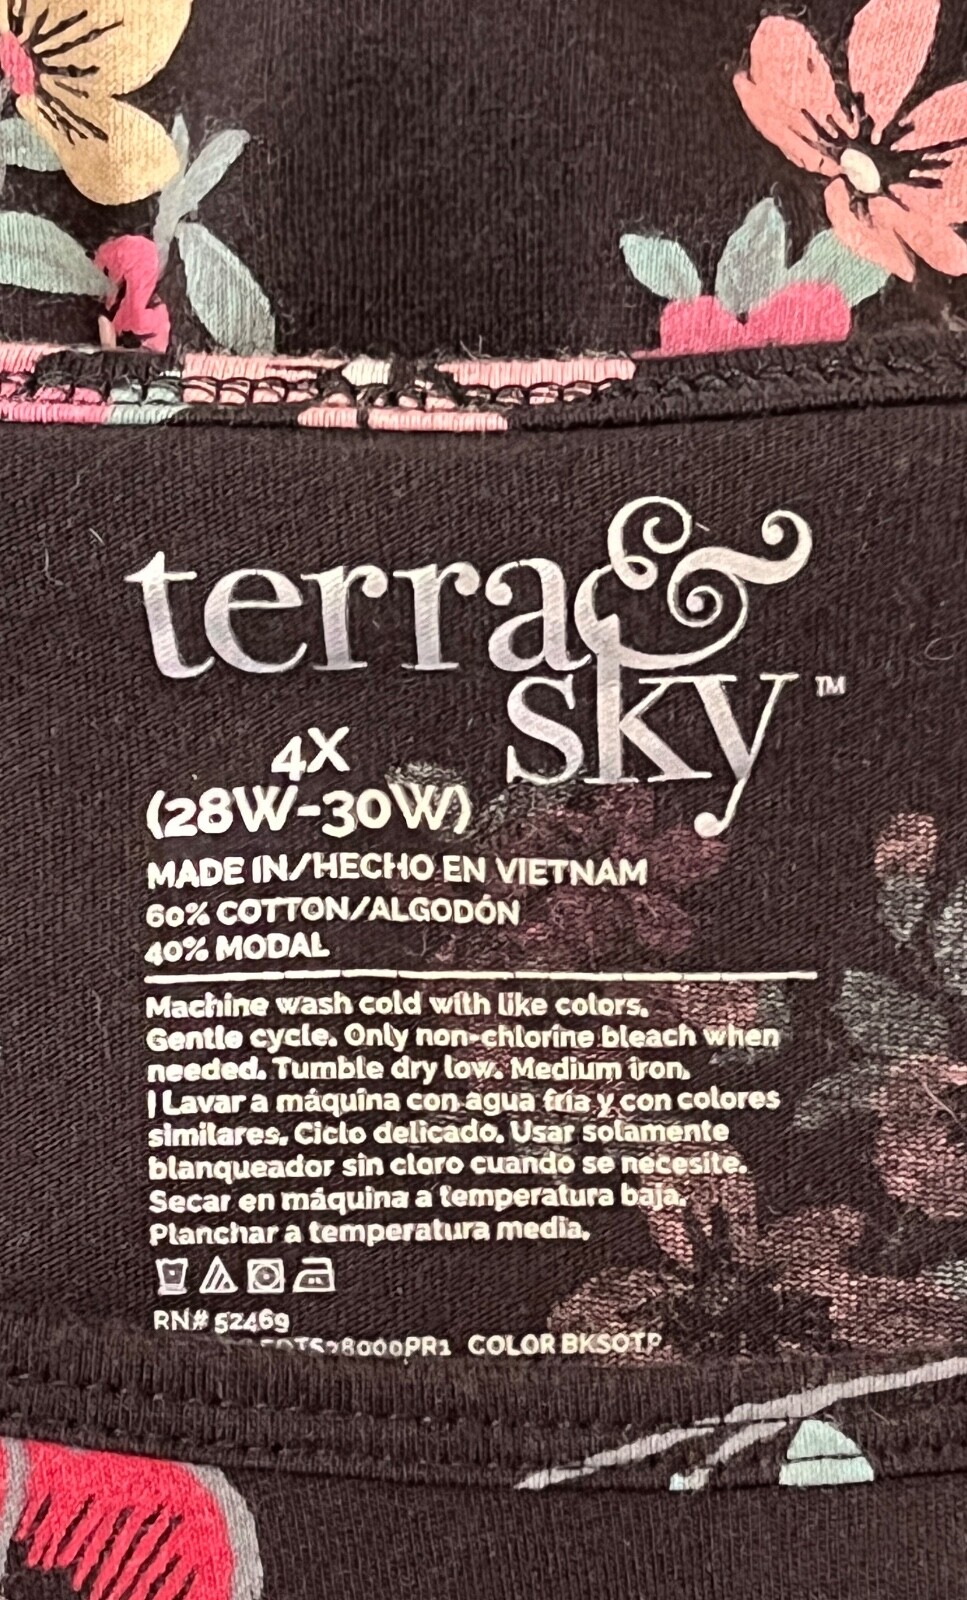 terra &
sky™
4X
(28W-30W)
MADE IN/HECHO EN VIETNAM
60% COTTON/ALGODÓN
40% MODAL
Machine wash cold with like colors.
Gentle cycle. Only non-chlorine bleach when
needed. Tumble dry low. Medium iron.
| Lavar a máquina con agua fría y con colores
similares. Ciclo delicado. Usar solamente
blanqueador sin cloro cuando se necesite.
Secar en máquina a temperatura baja.
Planchar a temperatura media.
RN# 52469
COLOR BKSOTP